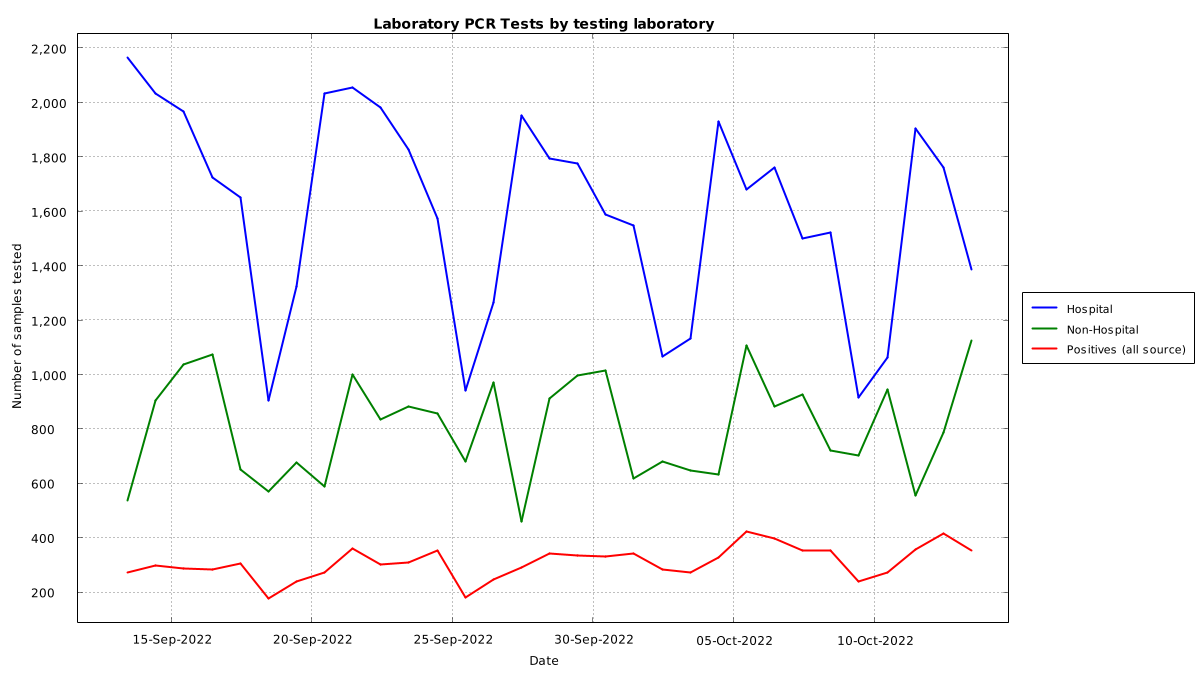 Laboratory PCR Tests by testing laboratory
2,200
2,000
1,800
1,600
1,400
1,200
1,000
800
600
400
200
Number of samples tested
15-Sep-2022
20-Sep-2022
25-Sep-2022
30-Sep-2022
05-Oct-2022
10-Oct-2022
Date
Hospital
Non-Hospital
Positives (all source)